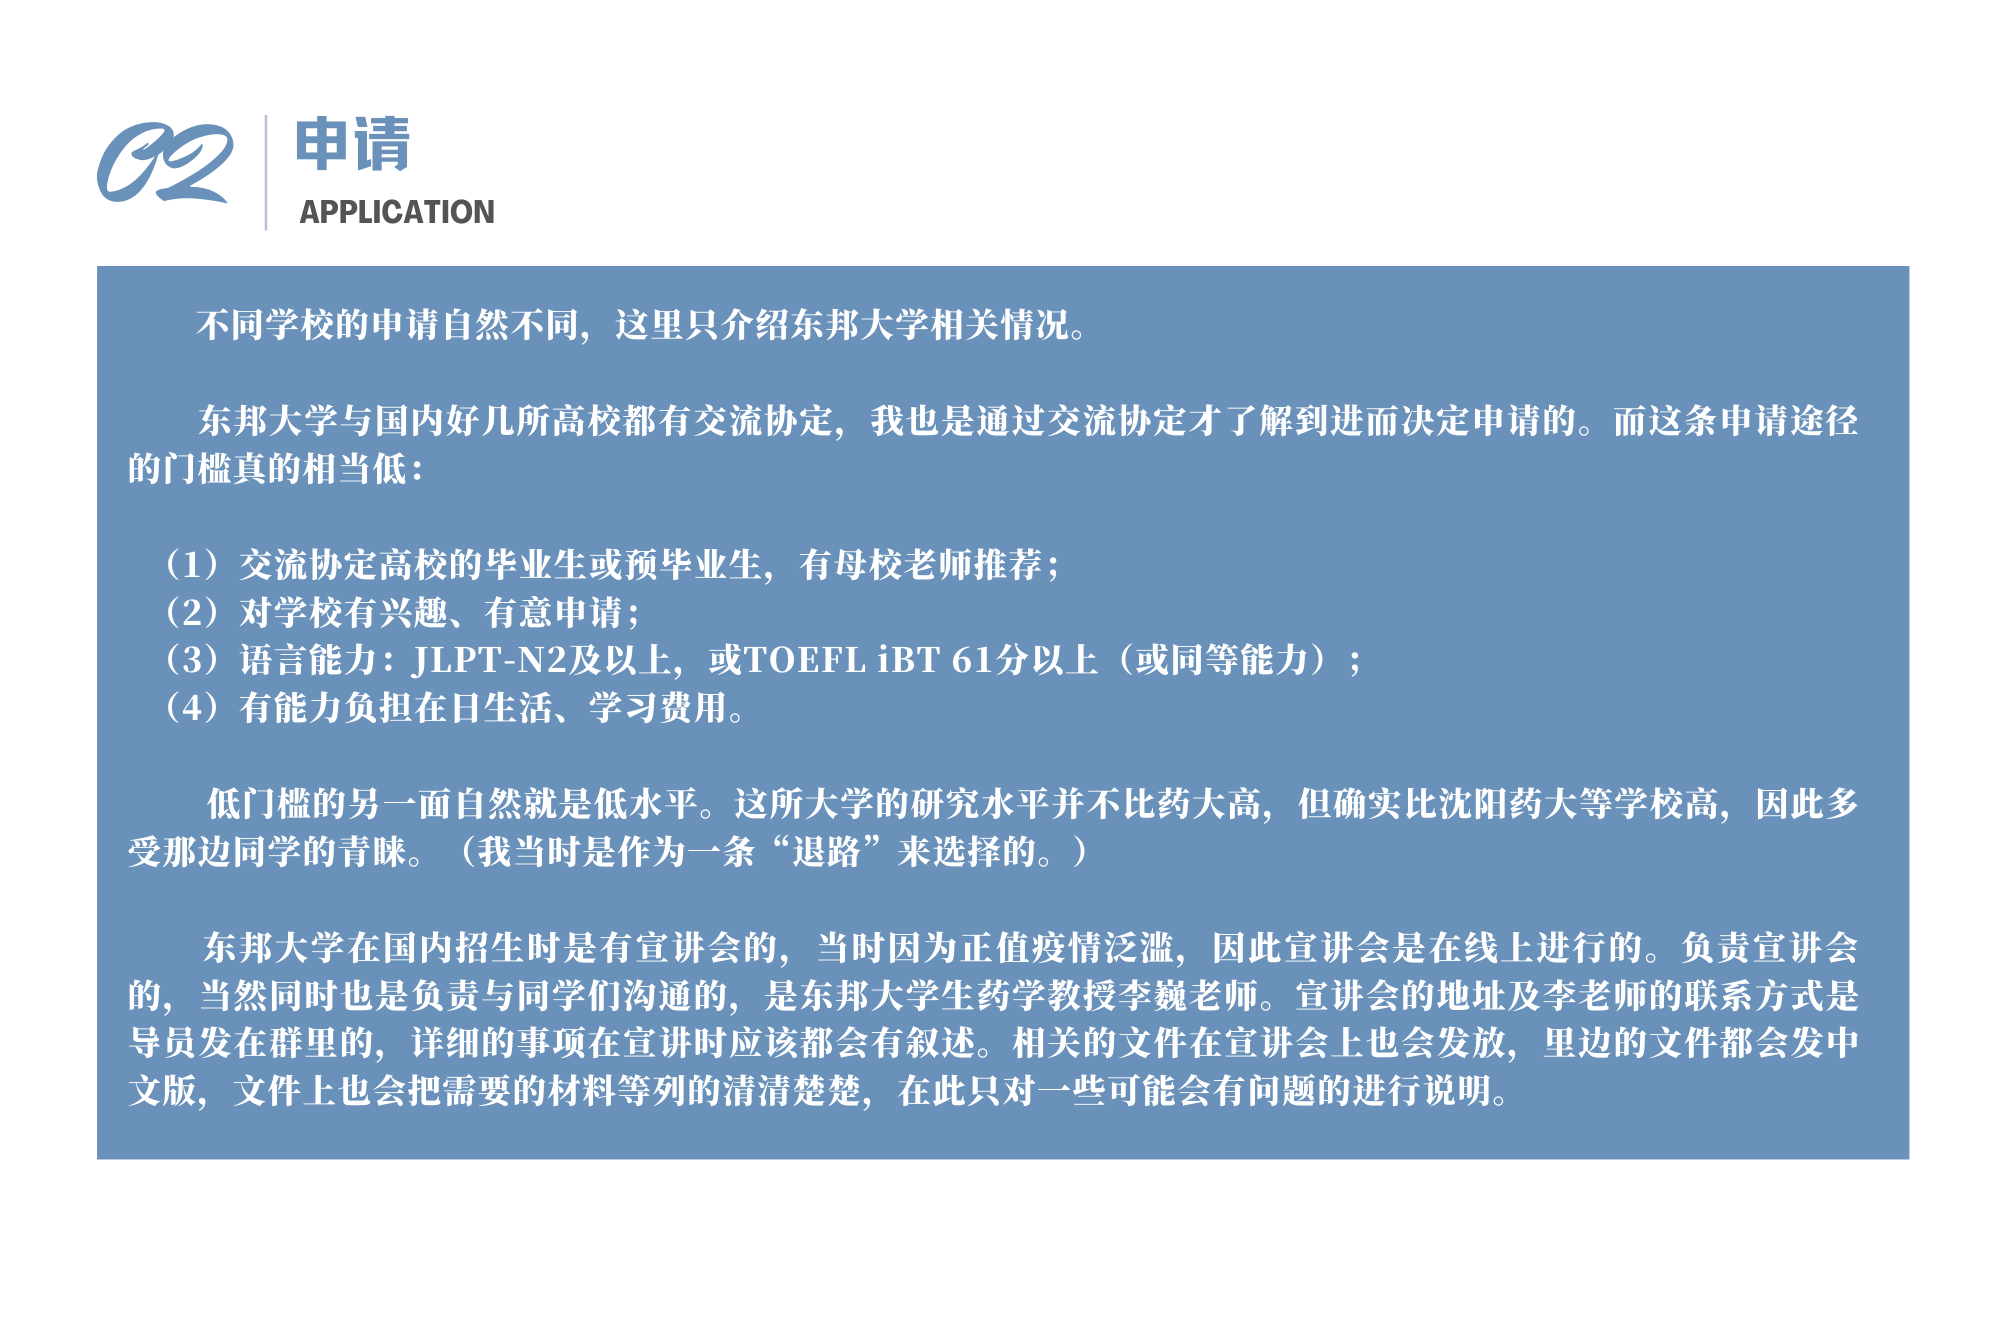 02
申请
APPLICATION
不同学校的申请自然不同，这里只介绍东邦大学相关情况。
东邦大学与国内好几所高校都有交流协定，我也是通过交流协定才了解到进而决定申请的。而这条申请途径
的门槛真的相当低：
（1）交流协定高校的毕业生或预毕业生，有母校老师推荐；
（2）对学校有兴趣、有意申请；
（3）语言能力：JLPT-N2及以上，或TOEFL iBT 61分以上（或同等能力）；
（4）有能力负担在日生活、学习费用。
低门槛的另一面自然就是低水平。这所大学的研究水平并不比药大高，但确实比沈阳药大等学校高，因此多
受那边同学的青睐。（我当时是作为一条“退路”来选择的。）
东邦大学在国内招生时是有宣讲会的，当时因为正值疫情泛滥，因此宣讲会是在线上进行的。负责宣讲会
的，当然同时也是负责与同学们沟通的，是东邦大学生药学教授李巍老师。宣讲会的地址及李老师的联系方式是
导员发在群里的，详细的事项在宣讲时应该都会有叙述。相关的文件在宣讲会上也会发放，里边的文件都会发中
文版，文件上也会把需要的材料等列的清清楚楚，在此只对一些可能会有问题的进行说明。